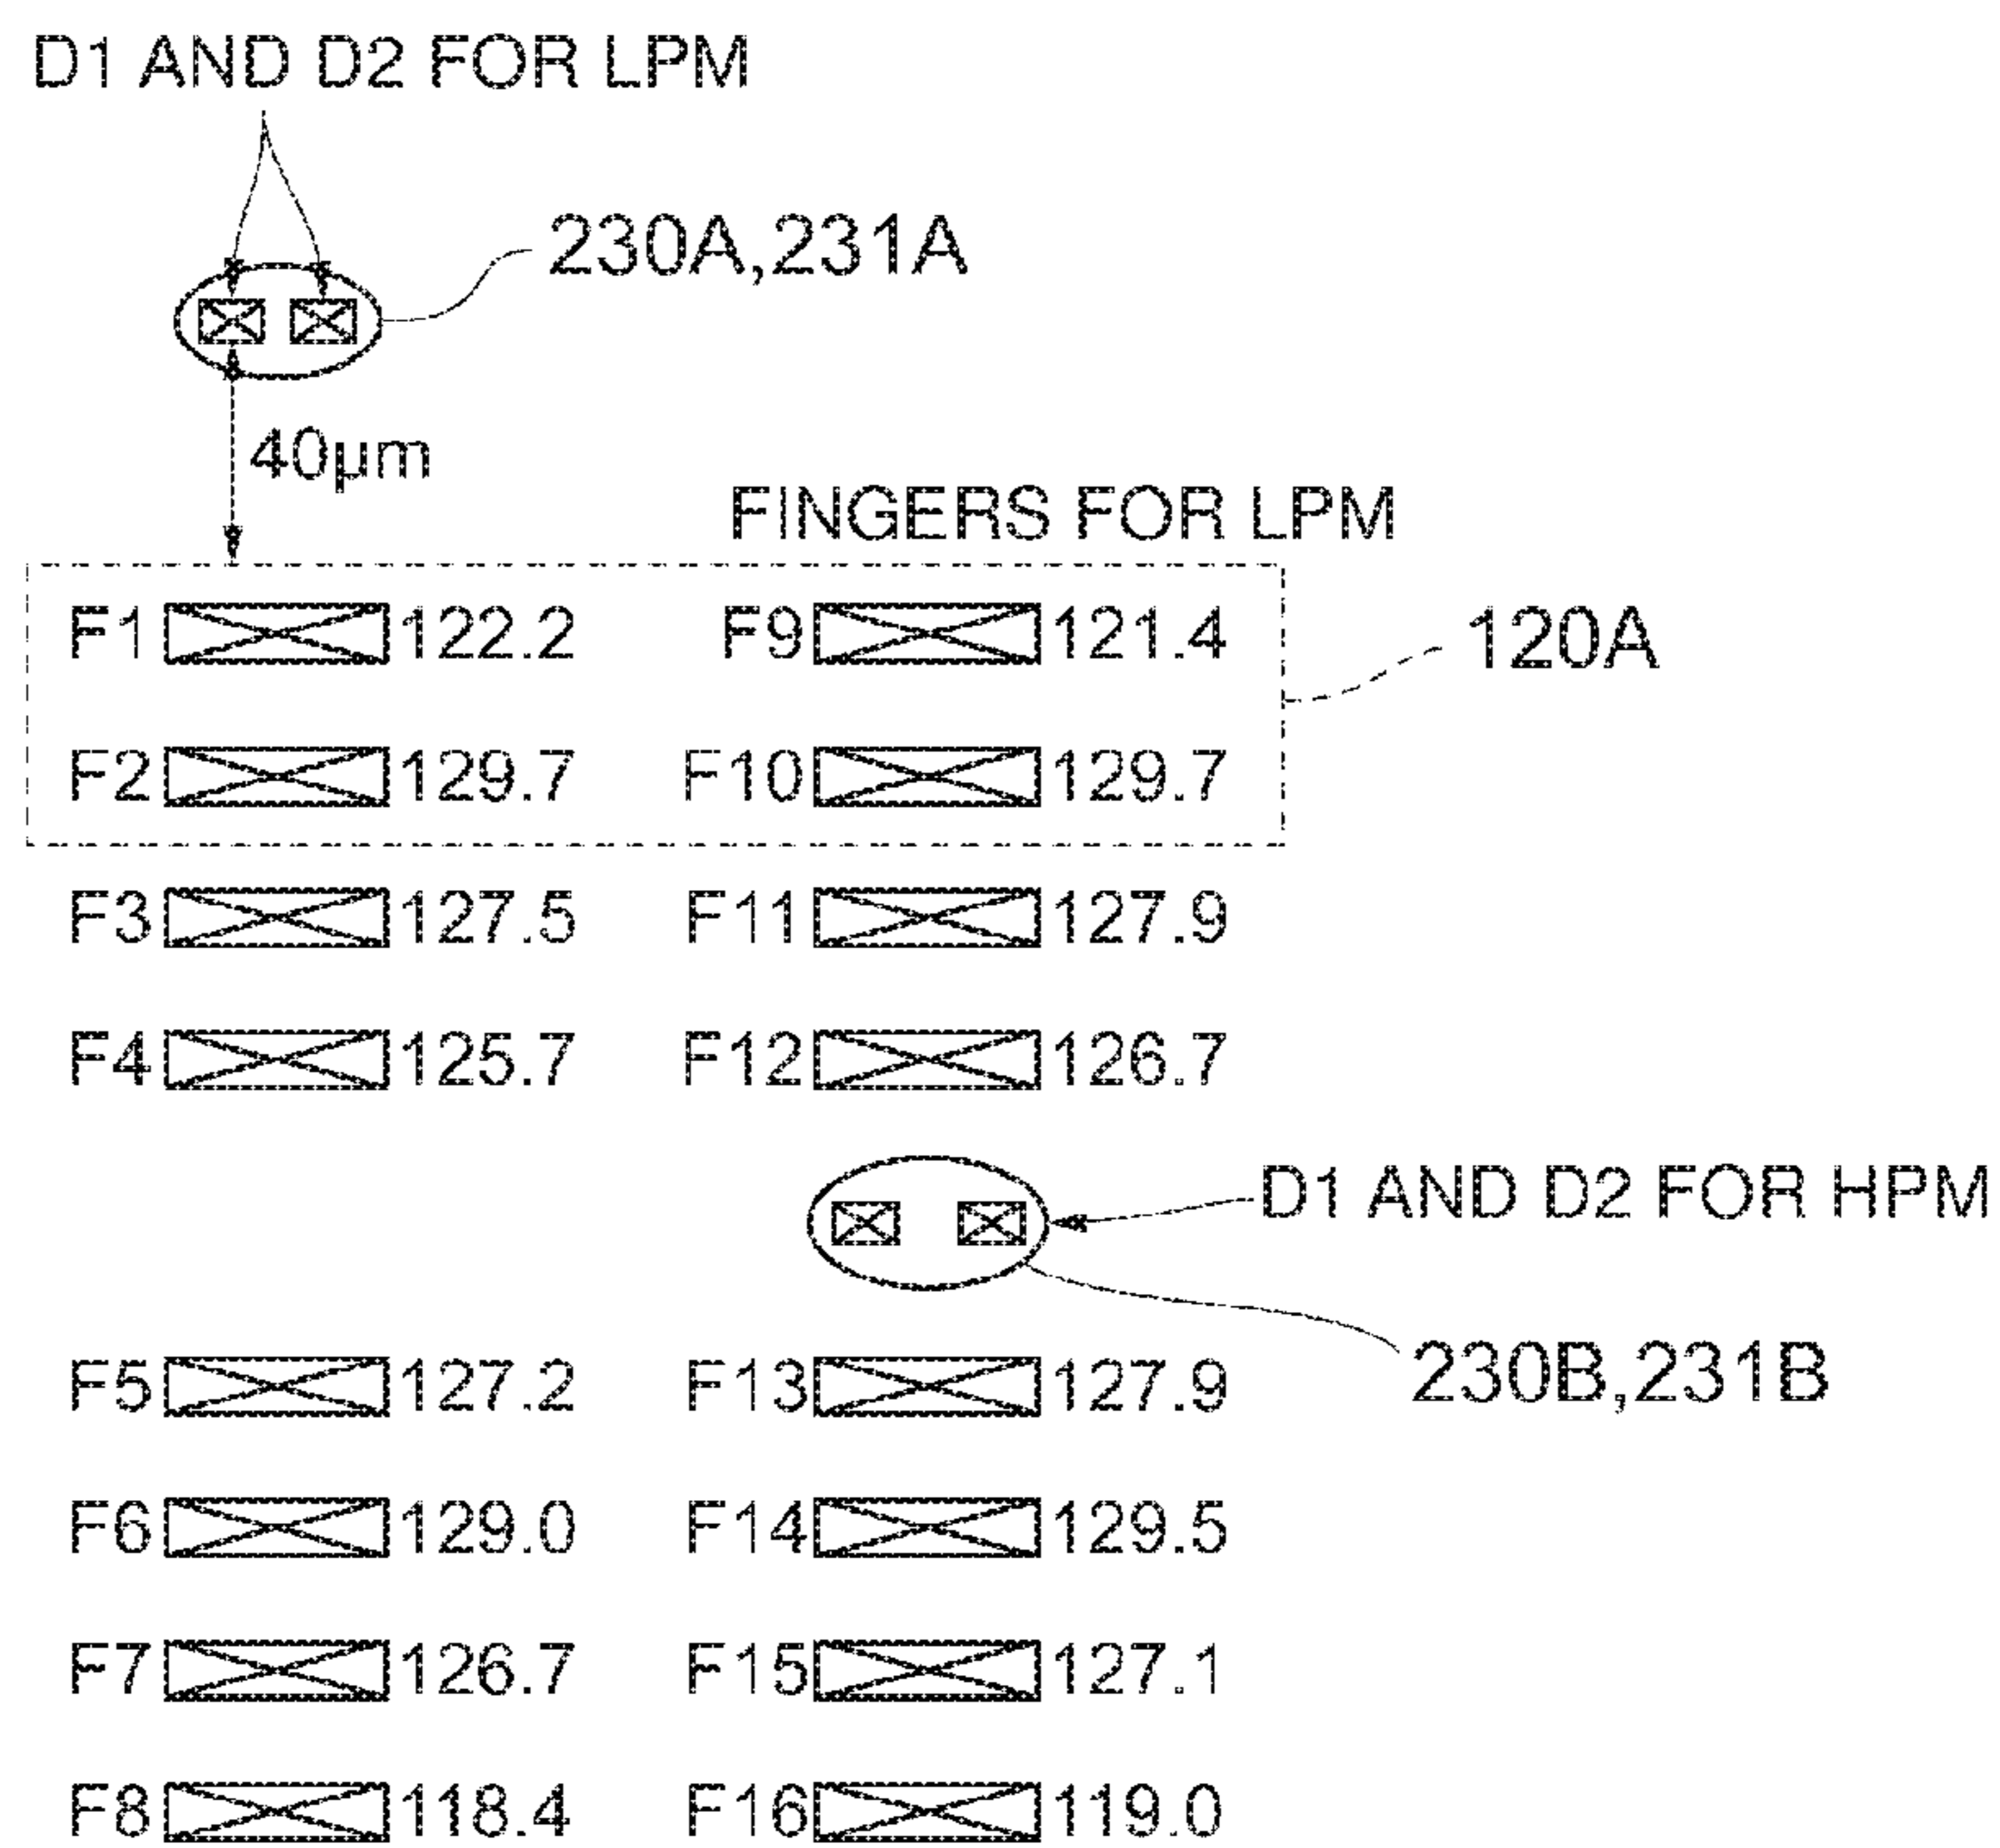 D1 AND D2 FOR LPM
230A,231A
40µm
FINGERS FOR LPM
F1 122.2 F9 121.4
120A
F2 129.7 F10 129.7
F3 127.5 F11 127.9
F4 125.7 F12 126.7
D1 AND D2 FOR HPM
F5 127.2 F13 127.9
230B,231B
F6 129.0 F14 129.5
F7 126.7 F15 127.1
F8 118.4 F16 119.0